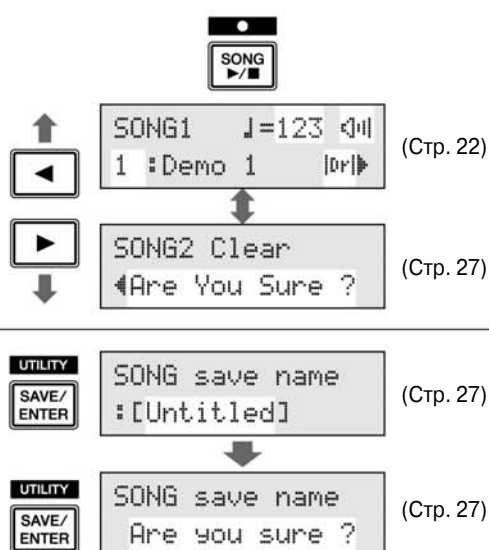 SONG
▶/■
SONG1 ♩=123
1 :Demo 1 |Dr|▶
(Стр. 22)
SONG2 Clear
◀Are You Sure ?
(Стр. 27)
UTILITY
SAVE/
ENTER
SONG save name
:[Untitled]
(Стр. 27)
UTILITY
SAVE/
ENTER
SONG save name
Are you sure ?
(Стр. 27)